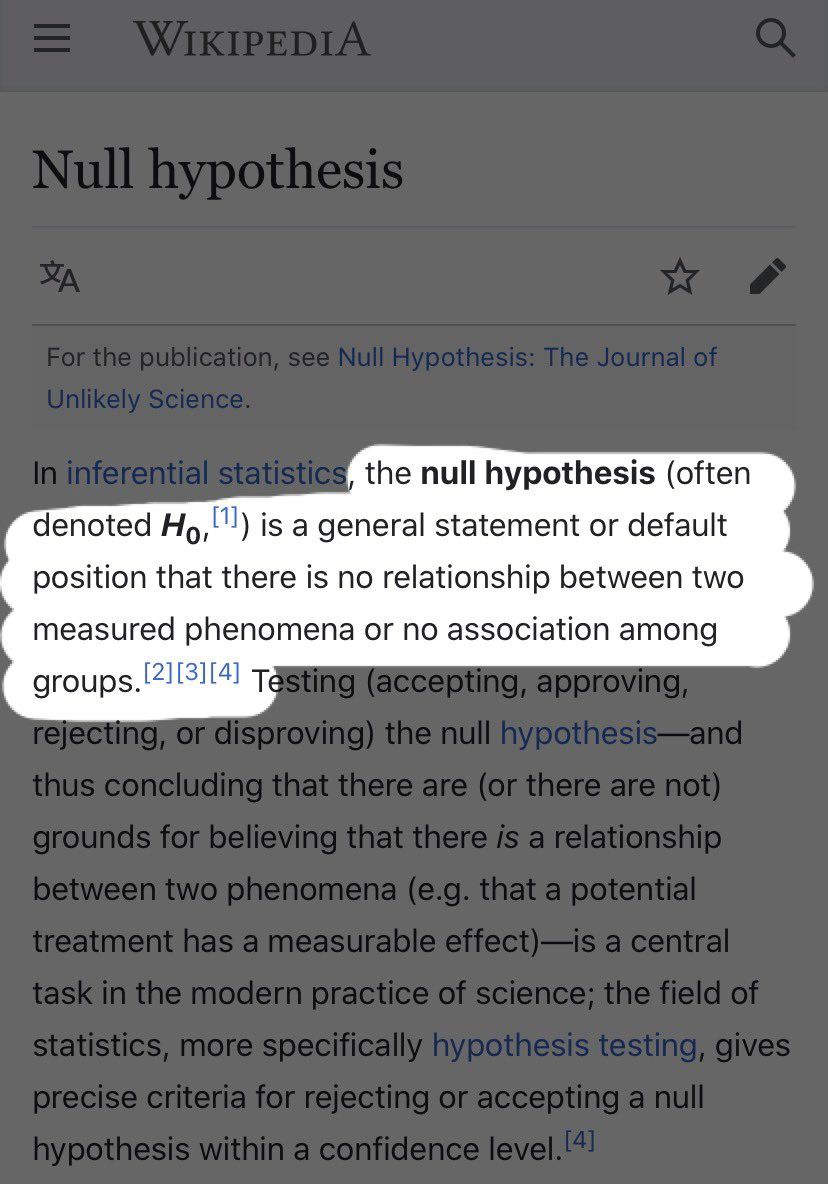 WIKIPEDIA
Null hypothesis
For the publication, see Null Hypothesis: The Journal of
Unlikely Science.
In inferential statistics, the null hypothesis (often
denoted H0,[1]) is a general statement or default
position that there is no relationship between two
measured phenomena or no association among
groups.[2][3][4] Testing (accepting, approving,
rejecting, or disproving) the null hypothesis—and
thus concluding that there are (or there are not)
grounds for believing that there is a relationship
between two phenomena (e.g. that a potential
treatment has a measurable effect)—is a central
task in the modern practice of science; the field of
statistics, more specifically hypothesis testing, gives
precise criteria for rejecting or accepting a null
hypothesis within a confidence level.[4]